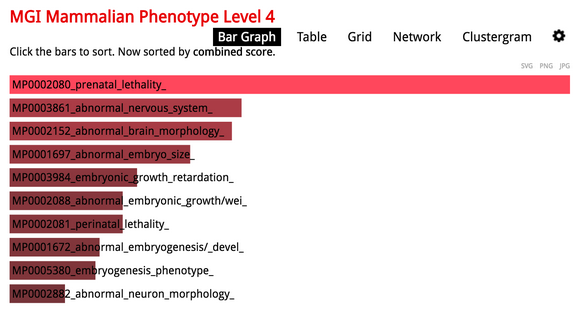 MGI Mammalian Phenotype Level 4
Bar Graph Table Grid Network Clustergram
Click the bars to sort. Now sorted by combined score.
SVG PNG JPG
MP0002080_prenatal_lethality_
MP0003861_abnormal_nervous_system_
MP0002152_abnormal_brain_morphology_
MP0001697_abnormal_embryo_size_
MP0003984_embryonic_growth_retardation_
MP0002088_abnormal_embryonic_growth/wei_
MP0002081_perinatal_lethality_
MP0001672_abnormal_embryogenesis/_devel_
MP0005380_embryogenesis_phenotype_
MP0002882_abnormal_neuron_morphology_